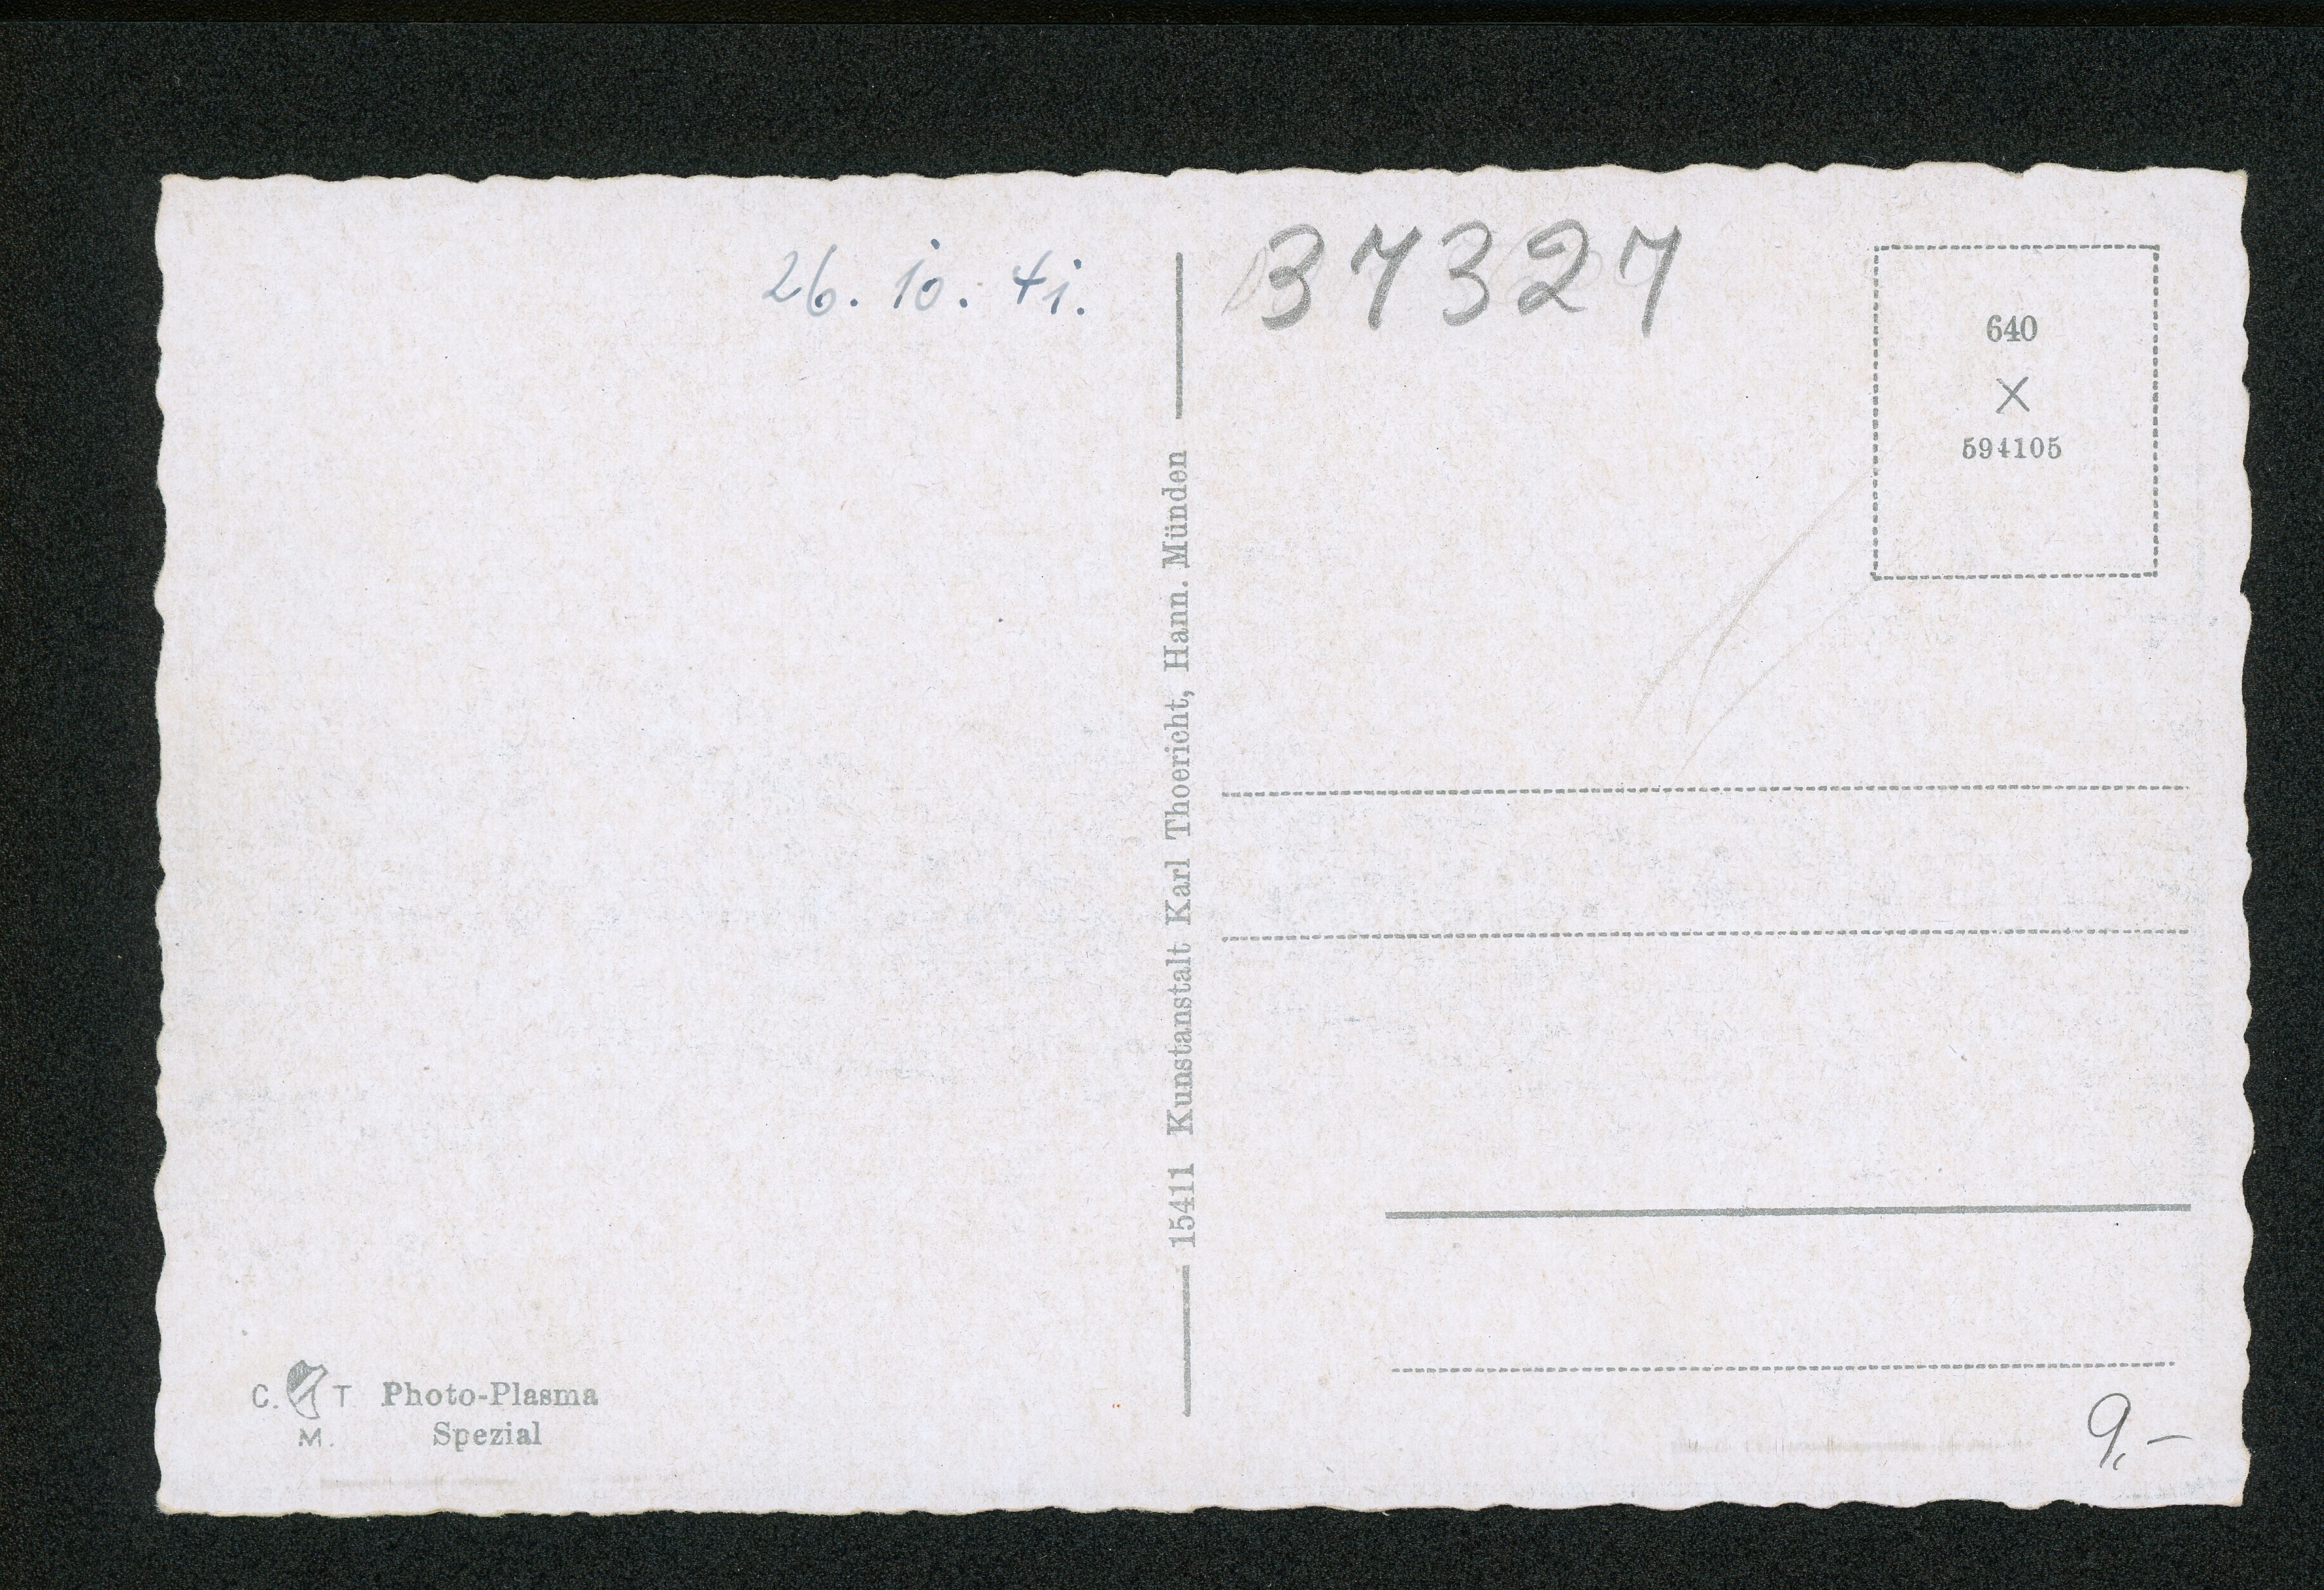 26. 10. 41.
37327
640
X
594105
15411 Kunstanstalt Karl Thoericht, Hann. Münden
C. T
M.
Photo-Plasma
Spezial
9,-